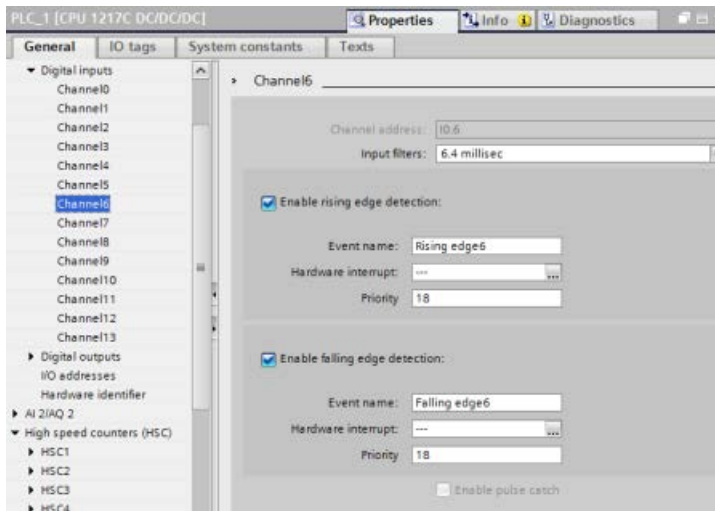 PLC_1 [CPU 1217C DC/DC/DC]
Properties
Info
Diagnostics
General
IO tags
System constants
Texts
Digital inputs
Channel0
Channel1
Channel2
Channel3
Channel4
Channel5
Channel6
Channel7
Channel8
Channel9
Channel10
Channel11
Channel12
Channel13
Digital outputs
I/O addresses
Hardware identifier
AI 2/AQ 2
High speed counters (HSC)
HSC1
HSC2
HSC3
HSC4
Channel6
Channel address: I0.6
Input filters: 6.4 millisec
Enable rising edge detection:
Event name: Rising edge6
Hardware interrupt: ---
...
Priority 18
Enable falling edge detection:
Event name: Falling edge6
Hardware interrupt: ---
...
Priority 18
Enable pulse catch